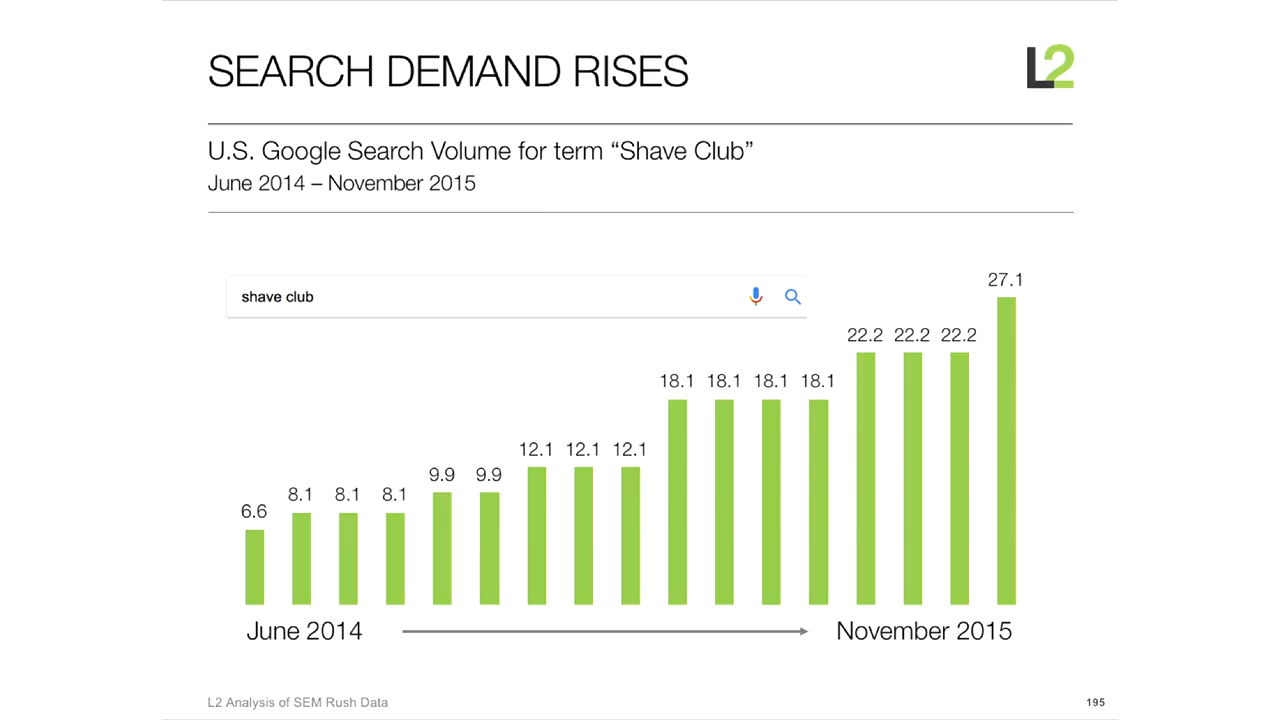 SEARCH DEMAND RISES
L2
U.S. Google Search Volume for term “Shave Club”
June 2014 – November 2015
shave club
6.6
8.1
8.1
8.1
9.9
9.9
12.1
12.1
12.1
18.1
18.1
18.1
18.1
22.2
22.2
22.2
27.1
June 2014
November 2015
L2 Analysis of SEM Rush Data
195